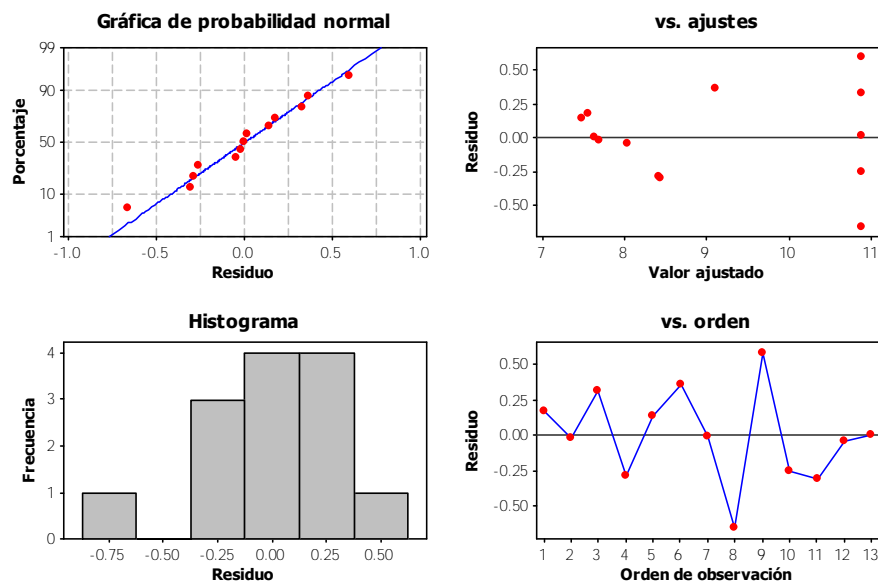 Gráfica de probabilidad normal
99
90
50
10
1
-1.0 -0.5 0.0 0.5 1.0
Porcentaje
Residuo
vs. ajustes
0.50
0.25
0.00
-0.25
-0.50
7 8 9 10 11
Residuo
Valor ajustado
Histograma
4
3
2
1
0
-0.75 -0.50 -0.25 0.00 0.25 0.50
Frecuencia
Residuo
vs. orden
0.50
0.25
0.00
-0.25
-0.50
1 2 3 4 5 6 7 8 9 10 11 12 13
Residuo
Orden de observación